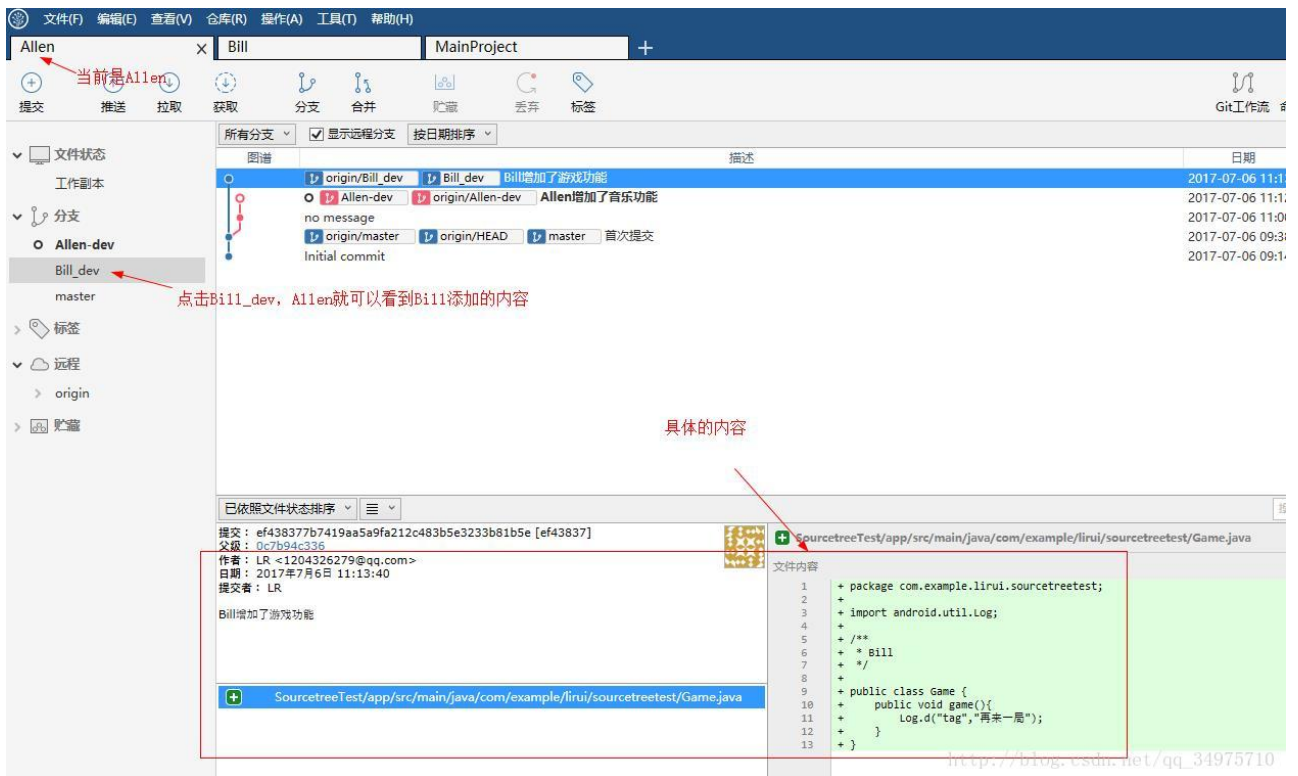 文件(F) 编辑(E) 查看(V) 仓库(R) 操作(A) 工具(T) 帮助(H)
Allen Bill MainProject
当前是Allen
提交 推送 拉取 获取 分支 合并 贮藏 丢弃 标签 Git工作流
所有分支 显示远程分支 按日期排序
图谱 描述 日期
文件状态
工作副本
分支
Allen-dev
Bill_dev
master
标签
远程
origin
贮藏
origin/Bill_dev Bill_dev Bill增加了游戏功能 2017-07-06 11:1
Allen-dev origin/Allen-dev Allen增加了音乐功能 2017-07-06 11:1
no message 2017-07-06 11:0
origin/master origin/HEAD master 首次提交 2017-07-06 09:3
Initial commit 2017-07-06 09:1
点击Bill_dev，Allen就可以看到Bill添加的内容
具体的内容
已依照文件状态排序
提交： ef438377b7419aa5a9fa212c483b5e3233b81b5e [ef43837]
父级： 0c7b94c336
作者： LR <1204326279@qq.com>
日期： 2017年7月6日 11:13:40
提交者： LR
Bill增加了游戏功能
SourcetreeTest/app/src/main/java/com/example/lirui/sourcetreetest/Game.java
SourcetreeTest/app/src/main/java/com/example/lirui/sourcetreetest/Game.java
文件内容
1 + package com.example.lirui.sourcetreetest;
2 +
3 + import android.util.Log;
4 +
5 + /**
6 + * Bill
7 + */
8 +
9 + public class Game {
10 + public void game(){
11 + Log.d("tag","再来一局");
12 + }
13 + }
http://blog.csdn.net/qq_34975710